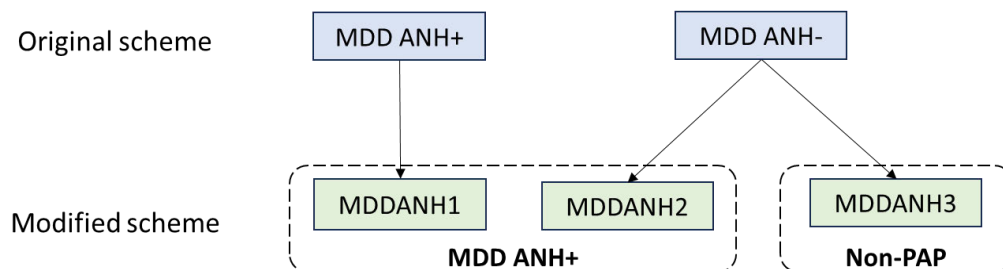 Original scheme
MDD ANH+
MDD ANH-
Modified scheme
MDDANH1
MDDANH2
MDDANH3
MDD ANH+
Non-PAP